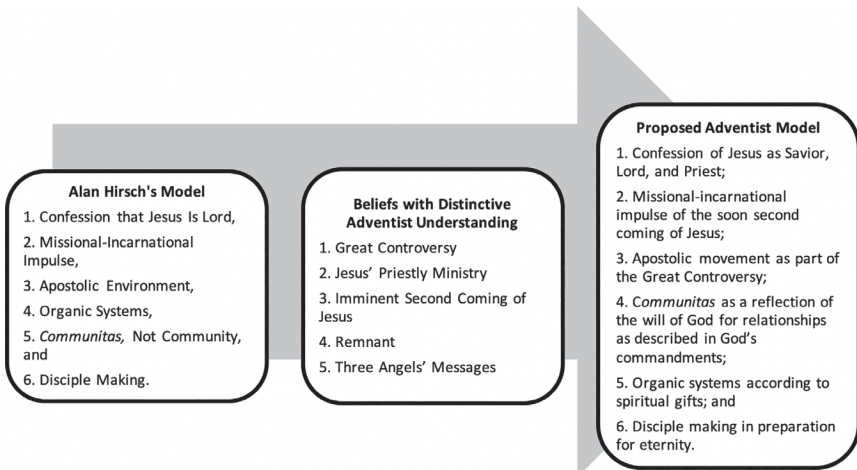 Alan Hirsch's Model
1. Confession that Jesus Is Lord,
2. Missional-Incarnational
Impulse,
3. Apostolic Environment,
4. Organic Systems,
5. Communitas, Not Community,
and
6. Disciple Making.
Beliefs with Distinctive
Adventist Understanding
1. Great Controversy
2. Jesus’ Priestly Ministry
3. Imminent Second Coming of
Jesus
4. Remnant
5. Three Angels’ Messages
Proposed Adventist Model
1. Confession of Jesus as Savior,
Lord, and Priest;
2. Missional-incarnational
impulse of the soon second
coming of Jesus;
3. Apostolic movement as part of
the Great Controversy;
4. Communitas as a reflection of
the will of God for relationships
as described in God’s
commandments;
5. Organic systems according to
spiritual gifts; and
6. Disciple making in preparation
for eternity.